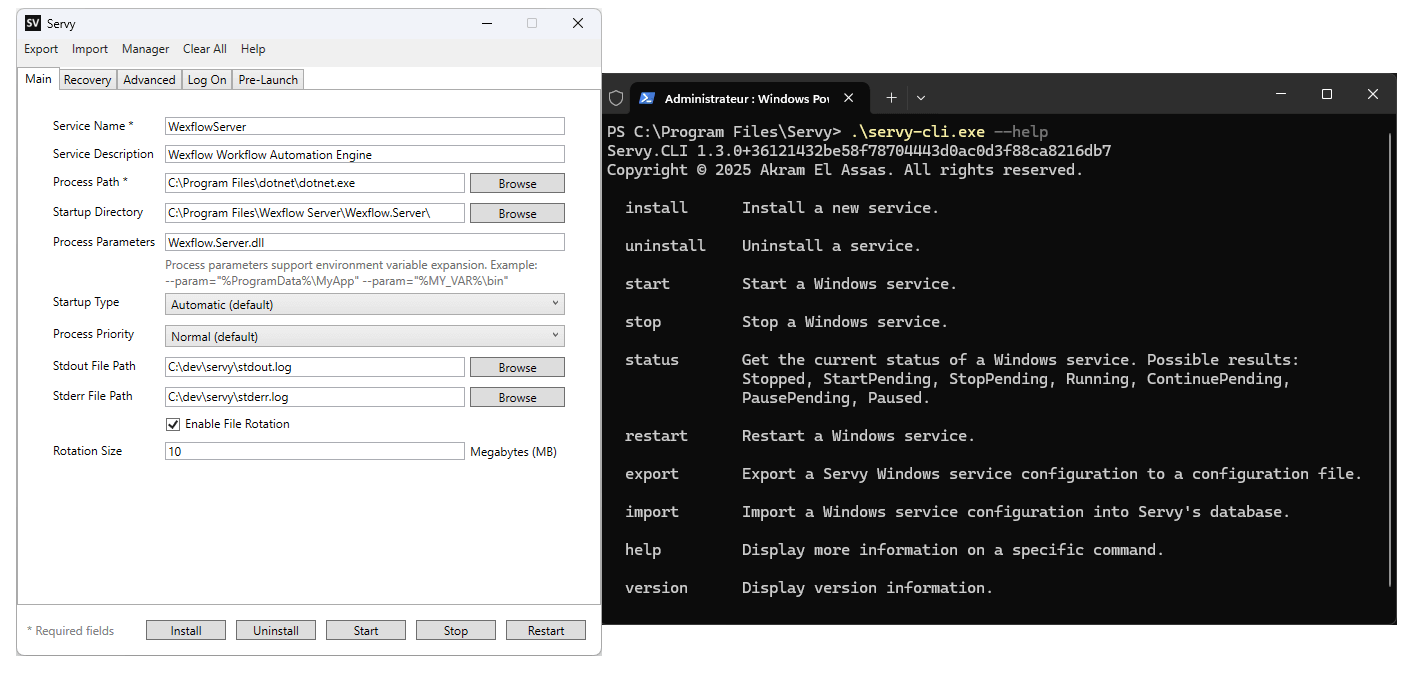 SV Servy
Export Import Manager Clear All Help
Main Recovery Advanced Log On Pre-Launch
Service Name * WexflowServer
Service Description Wexflow Workflow Automation Engine
Process Path * C:\Program Files\dotnet\dotnet.exe Browse
Startup Directory C:\Program Files\Wexflow Server\Wexflow.Server\ Browse
Process Parameters Wexflow.Server.dll
Process parameters support environment variable expansion. Example:
--param="%ProgramData%\MyApp" --param="%MY_VAR%\bin"
Startup Type Automatic (default)
Process Priority Normal (default)
Stdout File Path C:\dev\servy\stdout.log Browse
Stderr File Path C:\dev\servy\stderr.log Browse
Enable File Rotation
Rotation Size 10 Megabytes (MB)
* Required fields Install Uninstall Start Stop Restart
Administrateur : Windows Po
PS C:\Program Files\Servy> .\servy-cli.exe --help
Servy.CLI 1.3.0+36121432be58f78704443d0ac0d3f88ca8216db7
Copyright © 2025 Akram El Assas. All rights reserved.
install Install a new service.
uninstall Uninstall a service.
start Start a Windows service.
stop Stop a Windows service.
status Get the current status of a Windows service. Possible results:
Stopped, StartPending, StopPending, Running, ContinuePending,
PausePending, Paused.
restart Restart a Windows service.
export Export a Servy Windows service configuration to a configuration file.
import Import a Windows service configuration into Servy's database.
help Display more information on a specific command.
version Display version information.